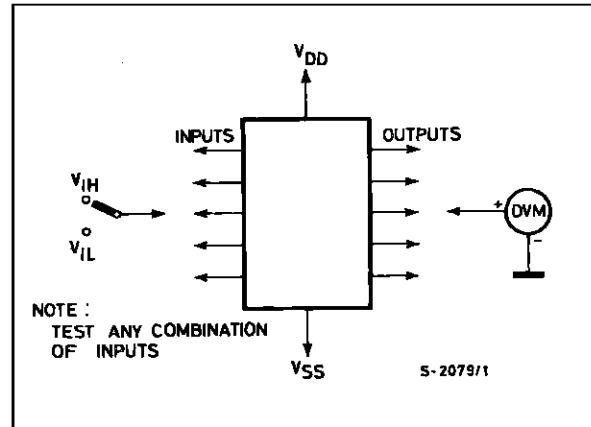 VDD
INPUTS OUTPUTS
VIH
VIL
+ DVM
-
NOTE :
TEST ANY COMBINATION
OF INPUTS
VSS
S-2079/1